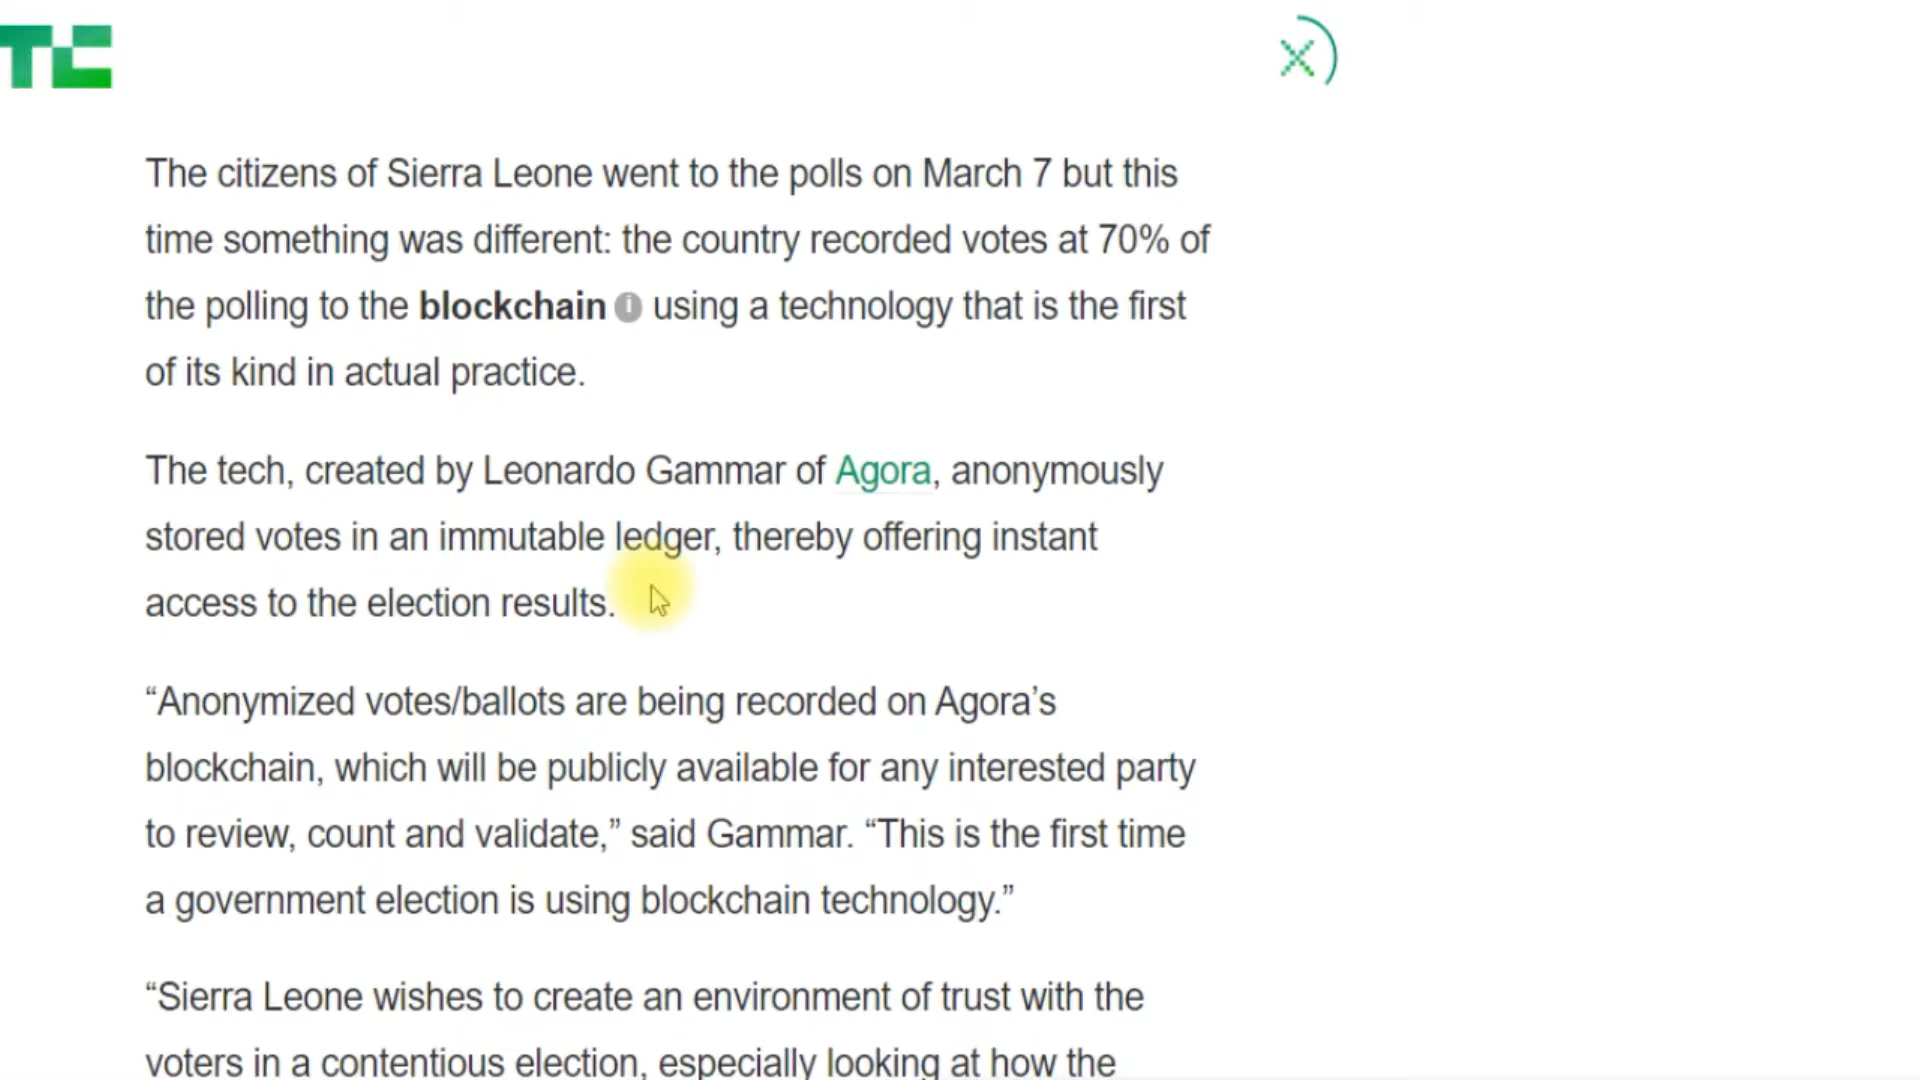 TC
The citizens of Sierra Leone went to the polls on March 7 but this
time something was different: the country recorded votes at 70% of
the polling to the blockchain i using a technology that is the first
of its kind in actual practice.
The tech, created by Leonardo Gammar of Agora, anonymously
stored votes in an immutable ledger, thereby offering instant
access to the election results.
“Anonymized votes/ballots are being recorded on Agora’s
blockchain, which will be publicly available for any interested party
to review, count and validate,” said Gammar. “This is the first time
a government election is using blockchain technology.”
“Sierra Leone wishes to create an environment of trust with the
voters in a contentious election, especially looking at how the